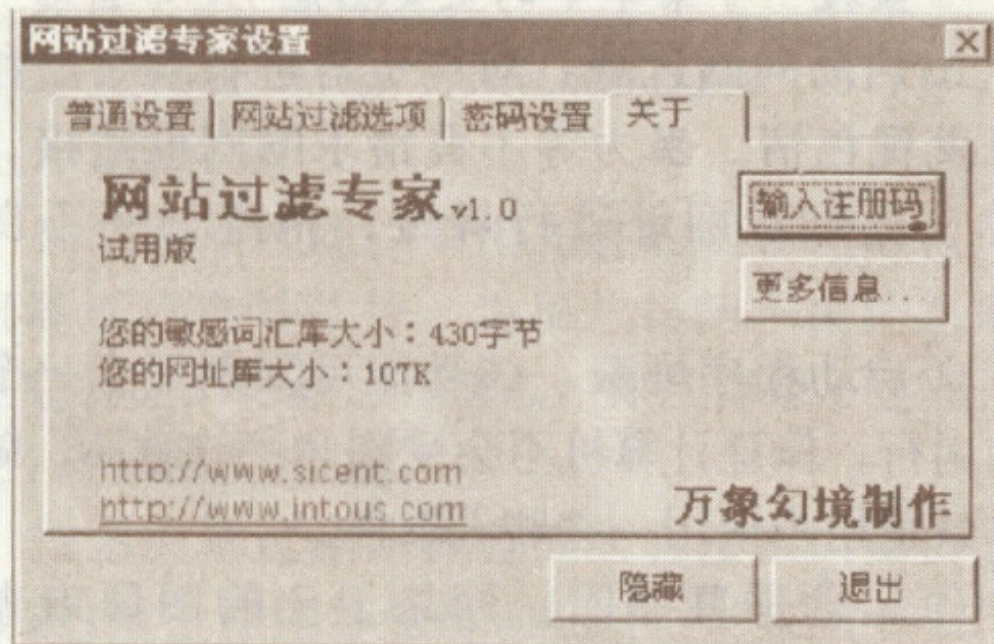 网站过滤专家设置
普通设置 网站过滤选项 密码设置 关于
网站过滤专家 v1.0
试用版
输入注册码
更多信息...
您的敏感词汇库大小：430字节
您的网址库大小：107K
http://www.sicent.com
http://www.intous.com
万象幻境制作
隐藏 退出